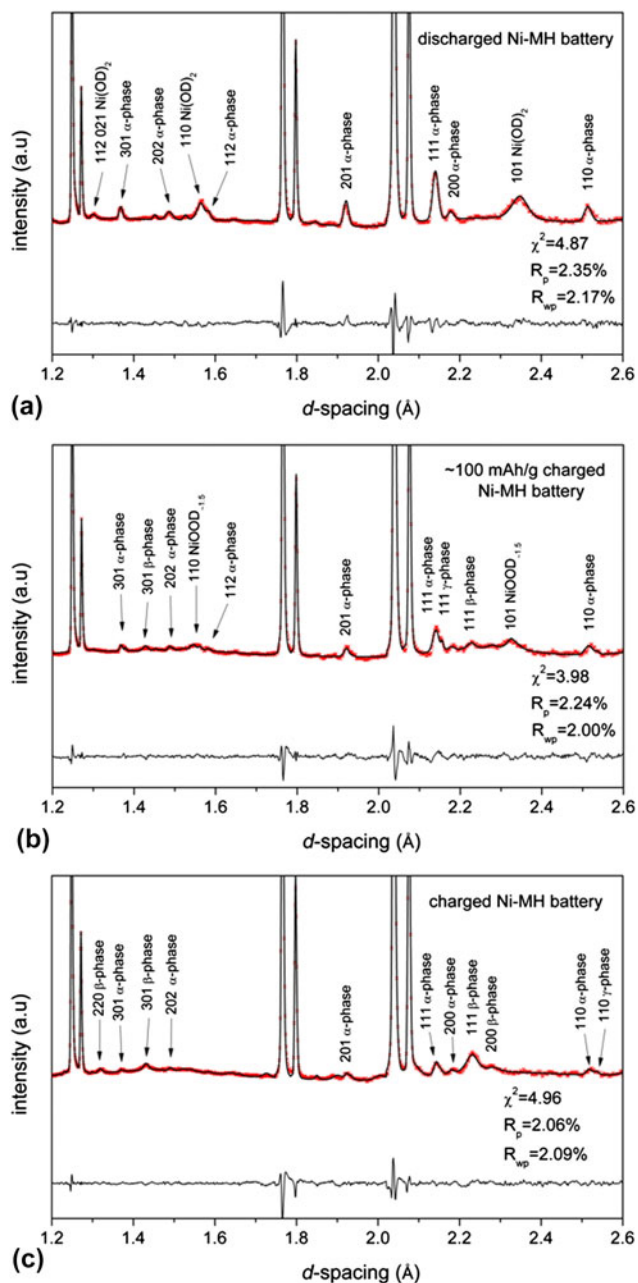 discharged Ni-MH battery
112 021 Ni(OD)2
301 α-phase
202 α-phase
110 Ni(OD)2
112 α-phase
201 α-phase
111 α-phase
200 α-phase
101 Ni(OD)2
110 α-phase
χ²=4.87
Rp=2.35%
Rwp=2.17%
intensity (a.u)
1.2 1.4 1.6 1.8 2.0 2.2 2.4 2.6
d-spacing (Å)
(a)
~100 mAh/g charged
Ni-MH battery
301 α-phase
301 β-phase
202 α-phase
110 NiOOD~1.5
112 α-phase
201 α-phase
111 α-phase
111 γ-phase
111 β-phase
101 NiOOD~1.5
110 α-phase
χ²=3.98
Rp=2.24%
Rwp=2.00%
intensity (a.u)
1.2 1.4 1.6 1.8 2.0 2.2 2.4 2.6
d-spacing (Å)
(b)
charged Ni-MH battery
220 β-phase
301 α-phase
301 β-phase
202 α-phase
201 α-phase
111 α-phase
200 α-phase
111 β-phase
200 β-phase
110 α-phase
110 γ-phase
χ²=4.96
Rp=2.06%
Rwp=2.09%
intensity (a.u)
1.2 1.4 1.6 1.8 2.0 2.2 2.4 2.6
d-spacing (Å)
(c)